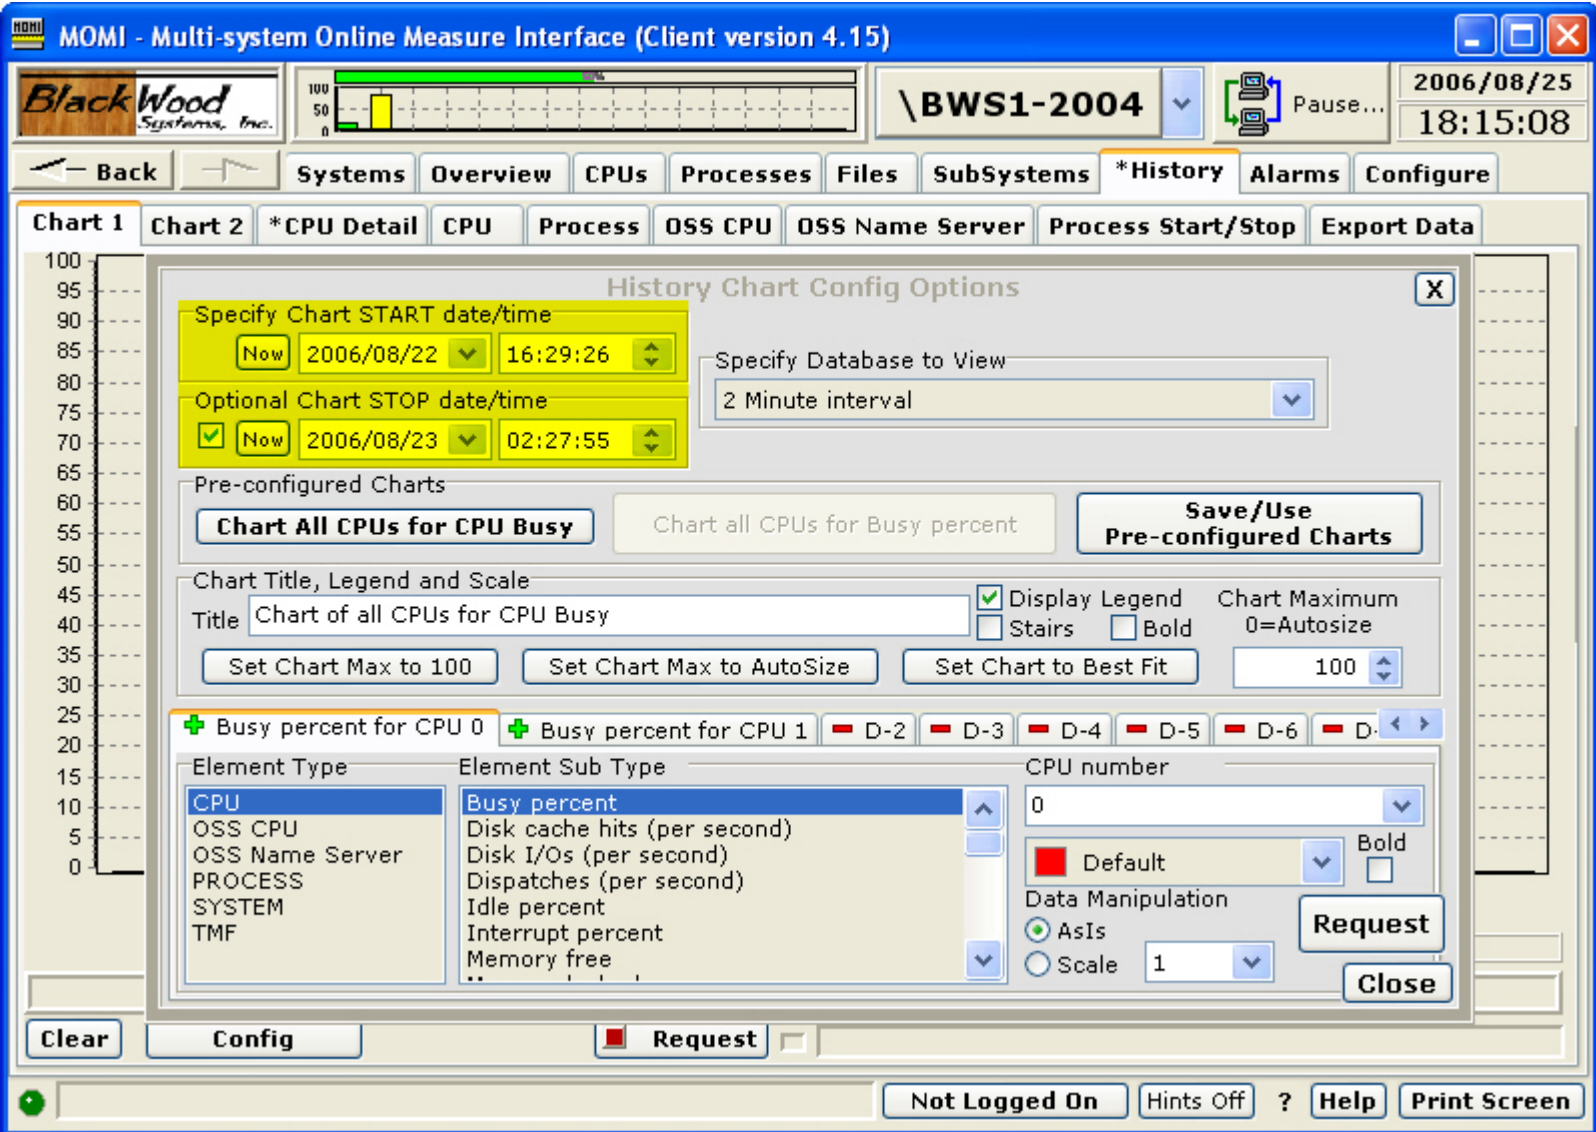 MOMI - Multi-system Online Measure Interface (Client version 4.15)
BlackWood
Systems, Inc.
100
50
0
50%
\BWS1-2004
Pause...
2006/08/25
18:15:08
Back
Systems Overview CPUs Processes Files SubSystems *History Alarms Configure
Chart 1 Chart 2 *CPU Detail CPU Process OSS CPU OSS Name Server Process Start/Stop Export Data
100
95
90
85
80
75
70
65
60
55
50
45
40
35
30
25
20
15
10
5
0
History Chart Config Options
X
Specify Chart START date/time
Now 2006/08/22 16:29:26
Specify Database to View
2 Minute interval
Optional Chart STOP date/time
Now 2006/08/23 02:27:55
Pre-configured Charts
Chart All CPUs for CPU Busy
Chart all CPUs for Busy percent
Save/Use
Pre-configured Charts
Chart Title, Legend and Scale
Title Chart of all CPUs for CPU Busy
Display Legend
Stairs Bold
Chart Maximum
0=Autosize
Set Chart Max to 100 Set Chart Max to AutoSize Set Chart to Best Fit 100
Busy percent for CPU 0 Busy percent for CPU 1 D-2 D-3 D-4 D-5 D-6 D-
Element Type
CPU
OSS CPU
OSS Name Server
PROCESS
SYSTEM
TMF
Element Sub Type
Busy percent
Disk cache hits (per second)
Disk I/Os (per second)
Dispatches (per second)
Idle percent
Interrupt percent
Memory free
CPU number
0
Default
Bold
Data Manipulation
AsIs
Scale 1
Request
Close
Clear Config Request
Not Logged On Hints Off ? Help Print Screen